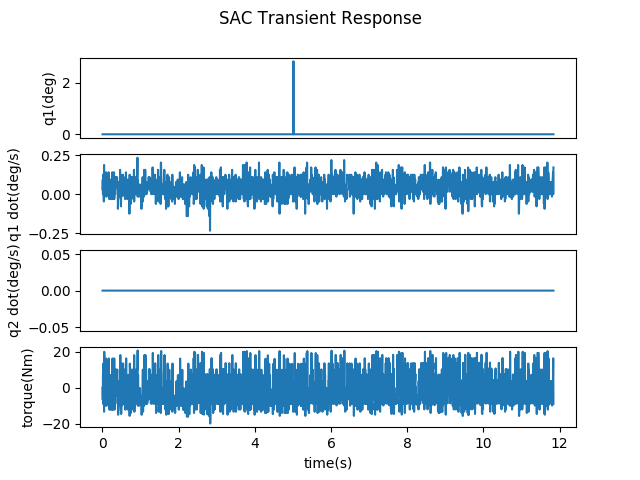 SAC Transient Response
q1(deg)
2
0
q1 dot(deg/s)
0.25
0.00
−0.25
q2 dot(deg/s)
0.05
0.00
−0.05
torque(Nm)
20
0
−20
0 2 4 6 8 10 12
time(s)